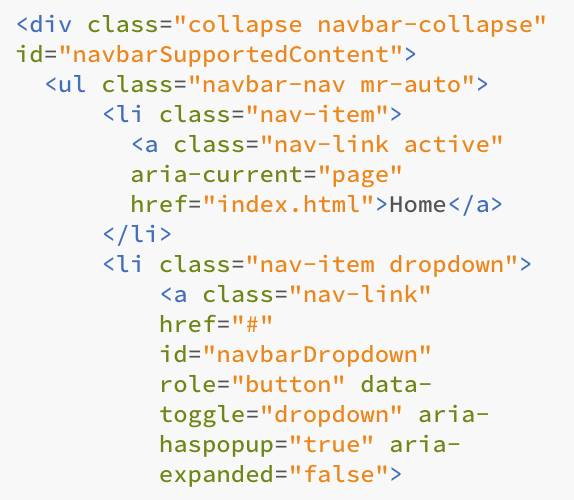 <div class="collapse navbar-collapse"
id="navbarSupportedContent">
<ul class="navbar-nav mr-auto">
<li class="nav-item">
<a class="nav-link active"
aria-current="page"
href="index.html">Home</a>
</li>
<li class="nav-item dropdown">
<a class="nav-link"
href="#"
id="navbarDropdown"
role="button" data-
toggle="dropdown" aria-
haspopup="true" aria-
expanded="false">